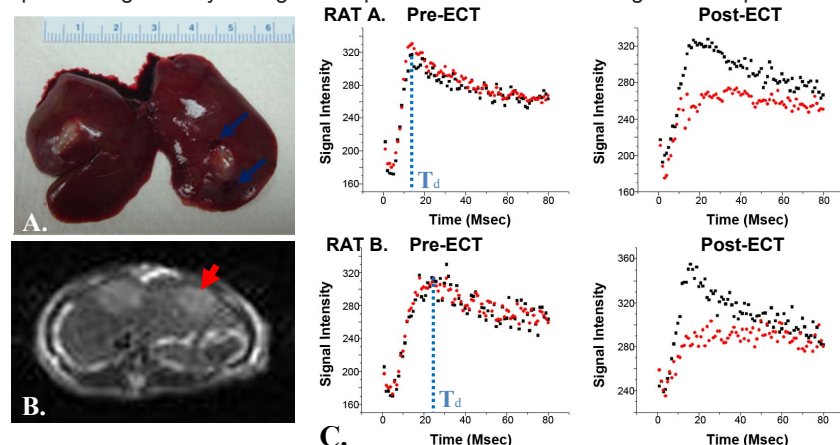 1 2 3 4 5 6
A.
B.
RAT A. Pre-ECT
Signal Intensity
320
280
240
200
160
T d
0 20 40 60 80
Time (Msec)
Post-ECT
Signal Intensity
320
280
240
200
160
0 20 40 60 80
Time (Msec)
RAT B. Pre-ECT
Signal Intensity
320
280
240
200
160
T d
0 20 40 60 80
Time (Msec)
Post-ECT
Signal Intensity
360
320
280
240
0 20 40 60 80
Time (Msec)
C.